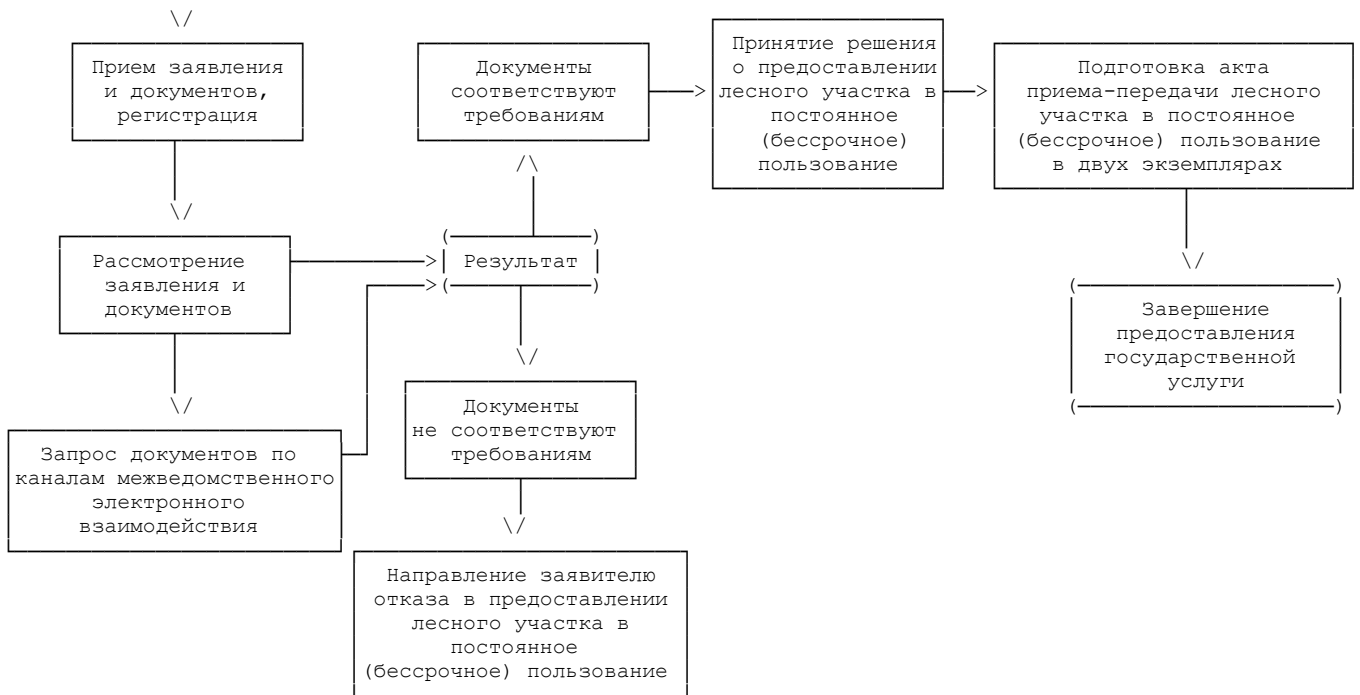 Прием заявления
и документов,
регистрация
Документы
соответствуют
требованиям
Принятие решения
о предоставлении
лесного участка в
постоянное
(бессрочное)
пользование
Подготовка акта
приема-передачи лесного
участка в постоянное
(бессрочное) пользование
в двух экземплярах
Рассмотрение
заявления и
документов
Результат
Завершение
предоставления
государственной
услуги
Запрос документов по
каналам межведомственного
электронного
взаимодействия
Документы
не соответствуют
требованиям
Направление заявителю
отказа в предоставлении
лесного участка в
постоянное
(бессрочное) пользование